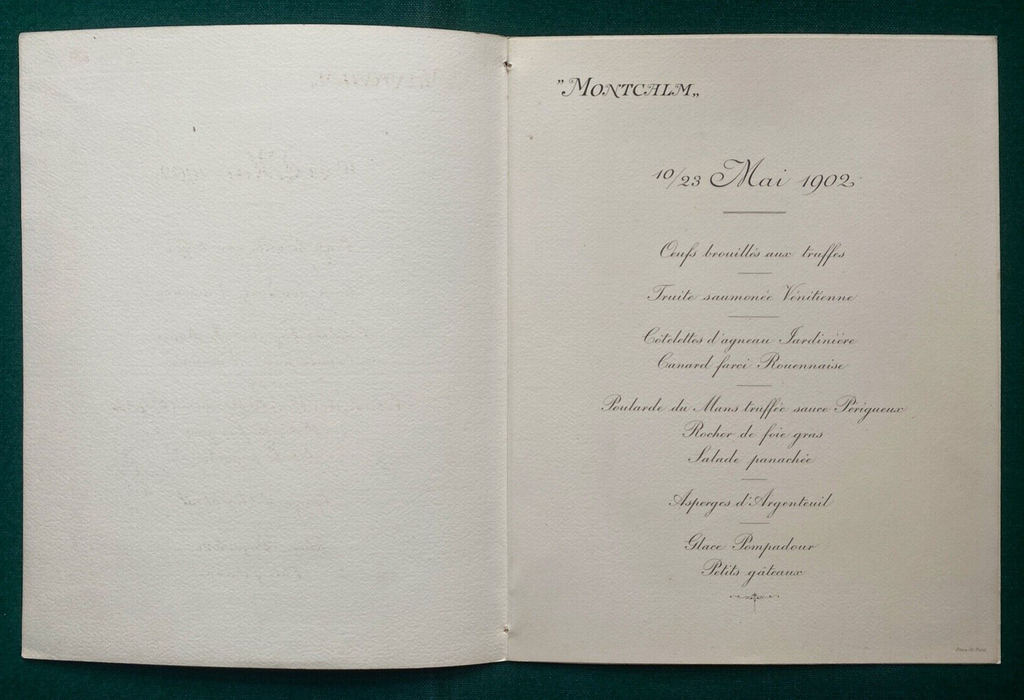 "Montcalm„
10/23 Mai 1902
Œufs brouillés aux truffes
Truite saumonée Vénitienne
Côtelettes d'agneau Jardinière
Canard farci Rouennaise
Poularde du Mans truffée sauce Périgueux
Rocher de foie gras
Salade panachée
Asperges d'Argenteuil
Glace Pompadour
Petits gâteaux